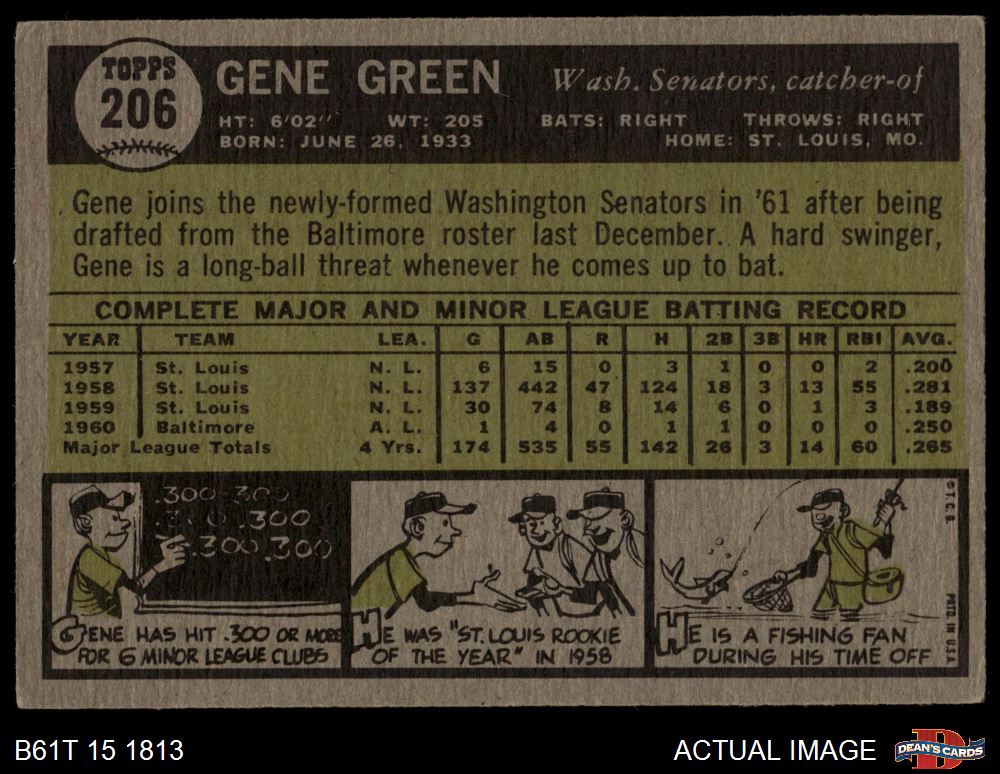 TOPPS
206
GENE GREEN Wash. Senators, catcher-of
HT: 6'02" WT: 205 BATS: RIGHT THROWS: RIGHT
BORN: JUNE 26, 1933 HOME: ST. LOUIS, MO.
Gene joins the newly-formed Washington Senators in '61 after being
drafted from the Baltimore roster last December. A hard swinger,
Gene is a long-ball threat whenever he comes up to bat.
COMPLETE MAJOR AND MINOR LEAGUE BATTING RECORD
YEAR TEAM LEA. G AB R H 2B 3B HR RBI AVG.
1957 St. Louis N. L. 6 15 0 3 1 0 0 2 .200
1958 St. Louis N. L. 137 442 47 124 18 3 13 55 .281
1959 St. Louis N. L. 30 74 8 14 6 0 1 3 .189
1960 Baltimore A. L. 1 4 0 1 1 0 0 0 .250
Major League Totals 4 Yrs. 174 535 55 142 26 3 14 60 .265
.300 .300
.300 .300
.300 .300
GENE HAS HIT .300 OR MORE
FOR 6 MINOR LEAGUE CLUBS
HE WAS "ST. LOUIS ROOKIE
OF THE YEAR" IN 1958
HE IS A FISHING FAN
DURING HIS TIME OFF
© T. C. G.
PRTD IN U.S.A.
B61T 15 1813
ACTUAL IMAGE
D
DEAN'S CARDS